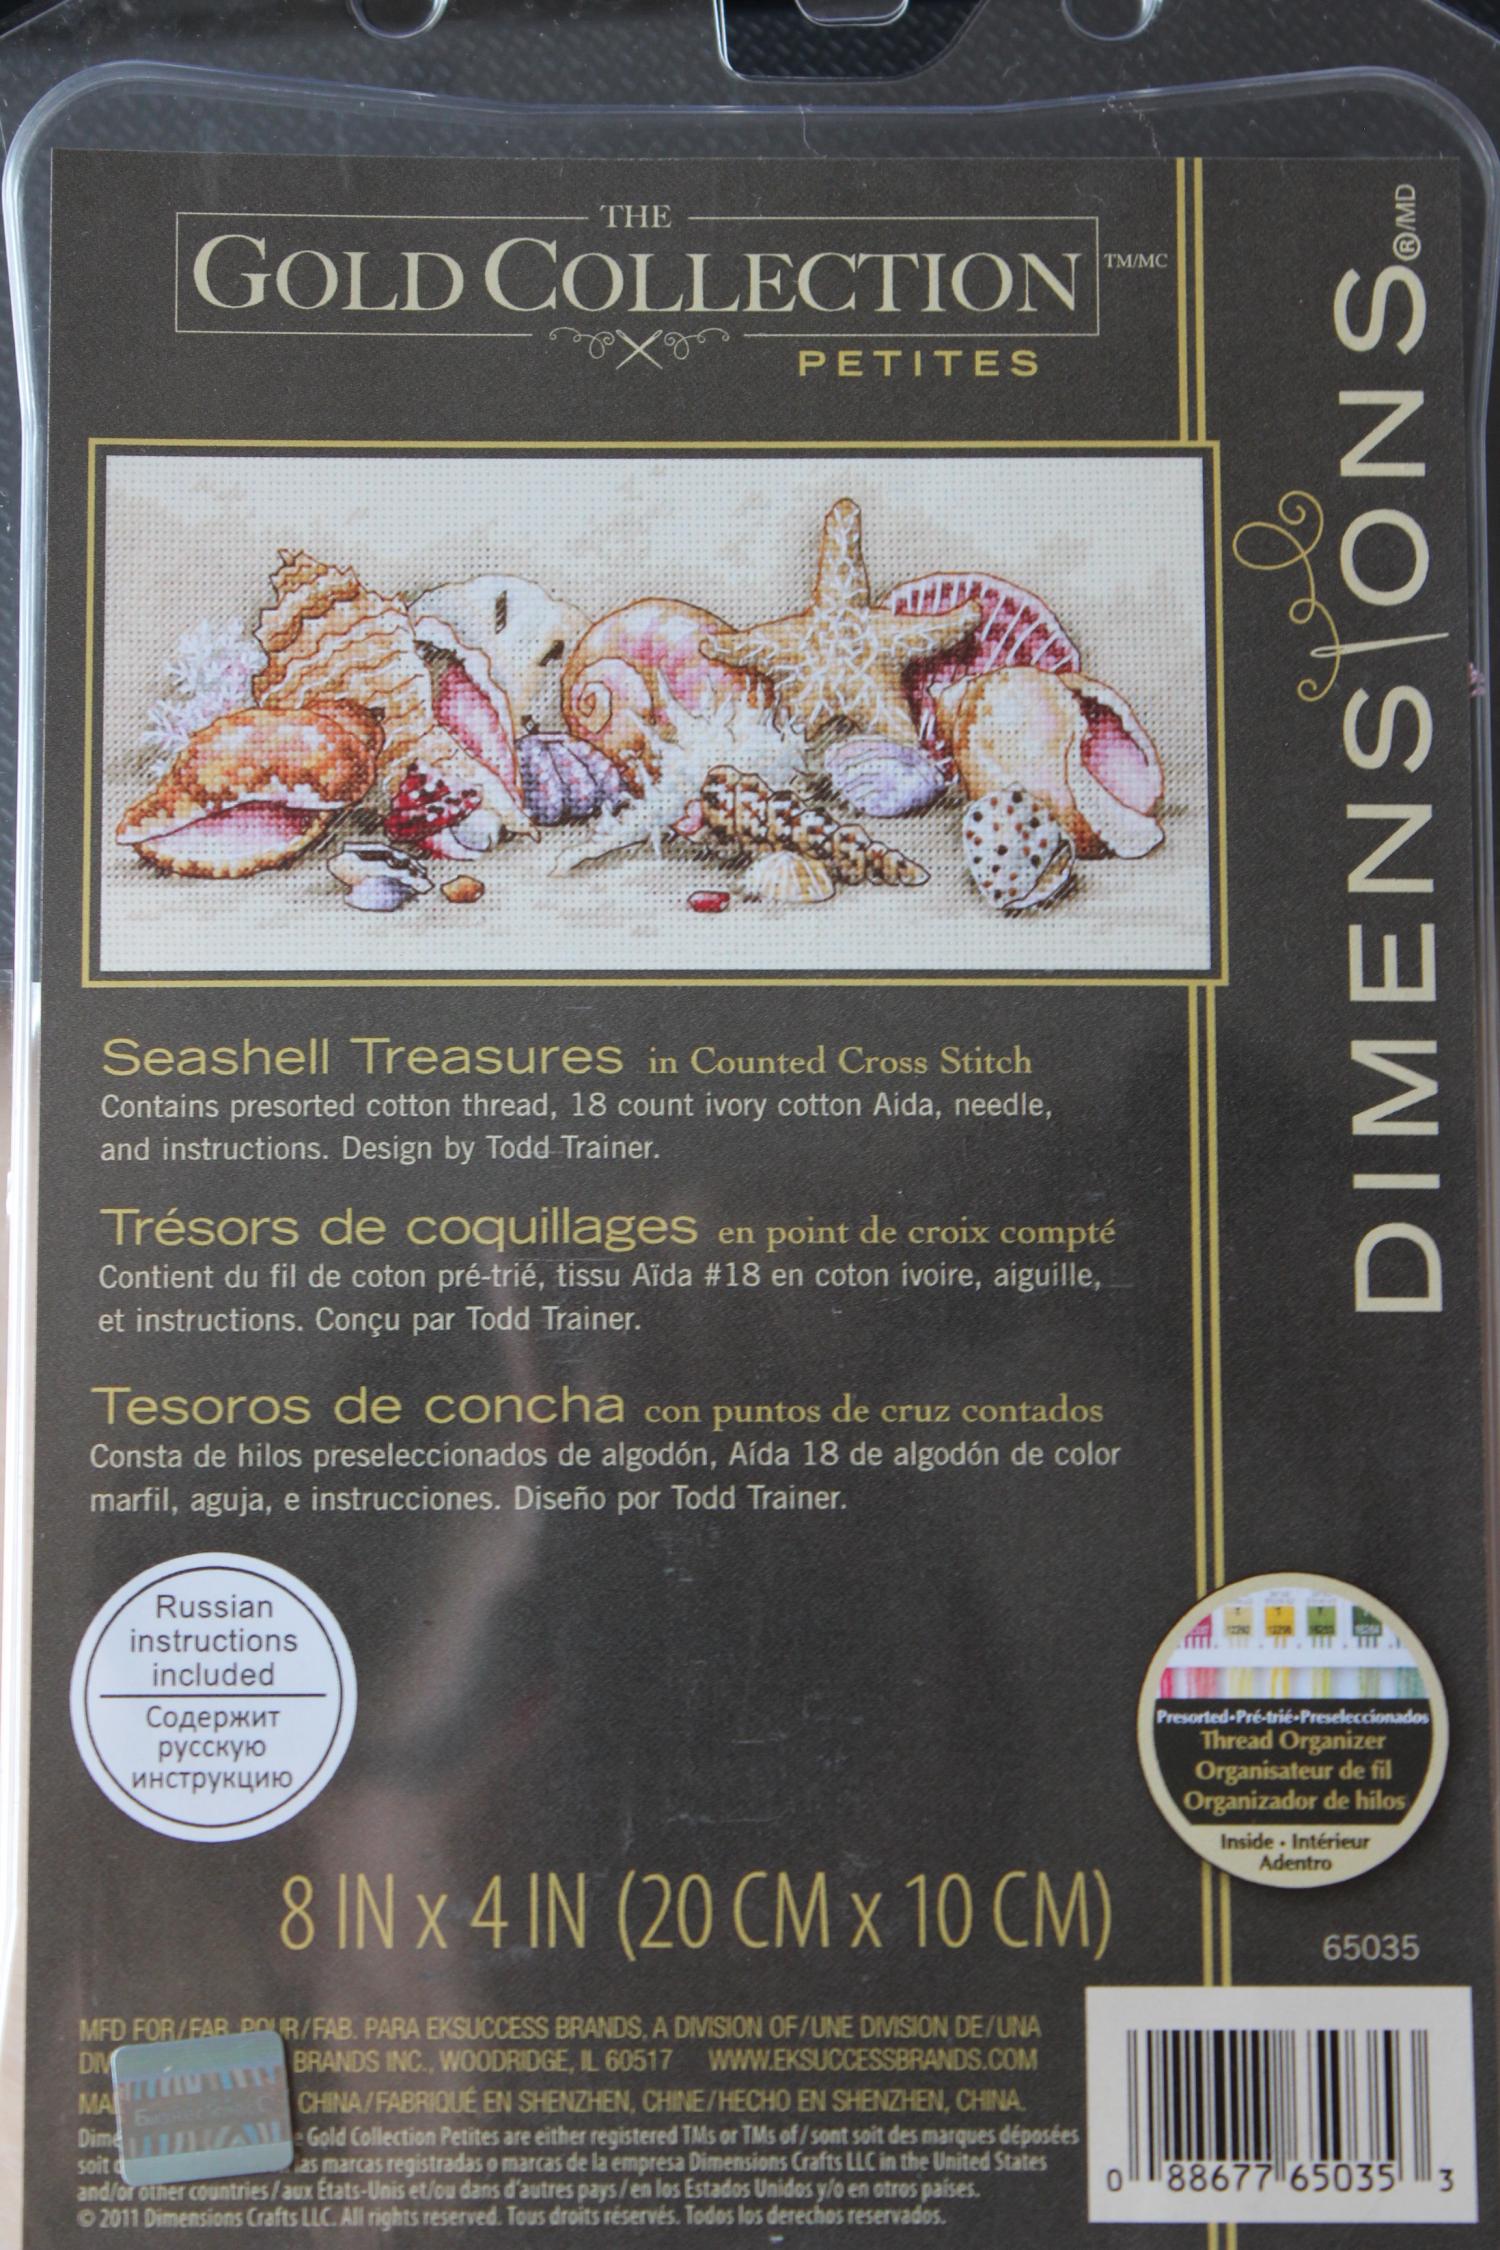 THE
GOLD COLLECTION TM/MC
PETITES
DIMENSIONS®/MD
Seashell Treasures in Counted Cross Stitch
Contains presorted cotton thread, 18 count ivory cotton Aida, needle,
and instructions. Design by Todd Trainer.
Trésors de coquillages en point de croix compté
Contient du fil de coton pré-trié, tissu Aïda #18 en coton ivoire, aiguille,
et instructions. Conçu par Todd Trainer.
Tesoros de concha con puntos de cruz contados
Consta de hilos preseleccionados de algodón, Aída 18 de algodón de color
marfil, aguja, e instrucciones. Diseño por Todd Trainer.
Russian
instructions
included
Содержит
русскую
инструкцию
Presorted•Pré-trié•Preseleccionados
Thread Organizer
Organisateur de fil
Organizador de hilos
Inside • Intérieur
Adentro
8 IN x 4 IN (20 CM x 10 CM)
65035
MFD FOR/FAB. POUR/FAB. PARA EKSUCCESS BRANDS, A DIVISION OF/UNE DIVISION DE/UNA
BRANDS INC., WOODRIDGE, IL 60517 WWW.EKSUCCESSBRANDS.COM
CHINA/FABRIQUÉ EN SHENZHEN, CHINE/HECHO EN SHENZHEN, CHINA.
Gold Collection Petites are either registered TMs or TMs of/sont soit des marques déposées
soit marcas registradas o marcas de la empresa Dimensions Crafts LLC in the United States
and/or other countries/aux États-Unis et/ou dans d'autres pays/en los Estados Unidos y/o en otros países.
© 2011 Dimensions Crafts LLC. All rights reserved. Tous droits réservés. Todos los derechos reservados.
0 88677 65035 3